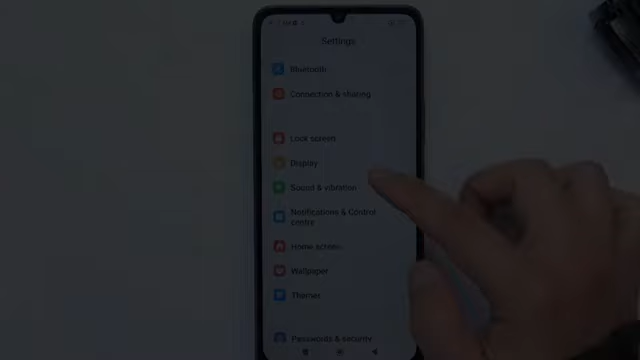 Settings
Bluetooth
Connection & sharing
Lock screen
Display
Sound & vibration
Notifications & Control
centre
Home screen
Wallpaper
Themes
Passwords & security